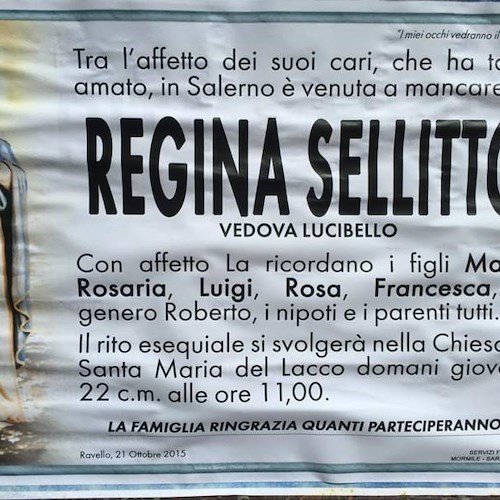 "I miei occhi vedranno il
Tra l'affetto dei suoi cari, che ha ta
amato, in Salerno è venuta a mancare
REGINA SELLITTO
VEDOVA LUCIBELLO
Con affetto La ricordano i figli Ma
Rosaria, Luigi, Rosa, Francesca,
genero Roberto, i nipoti e i parenti tutti.
Il rito esequiale si svolgerà nella Chiesa
Santa Maria del Lacco domani giove
22 c.m. alle ore 11,00.
LA FAMIGLIA RINGRAZIA QUANTI PARTECIPERANNO
Ravello, 21 Ottobre 2015
SERVIZI F
MORMILE - SAR